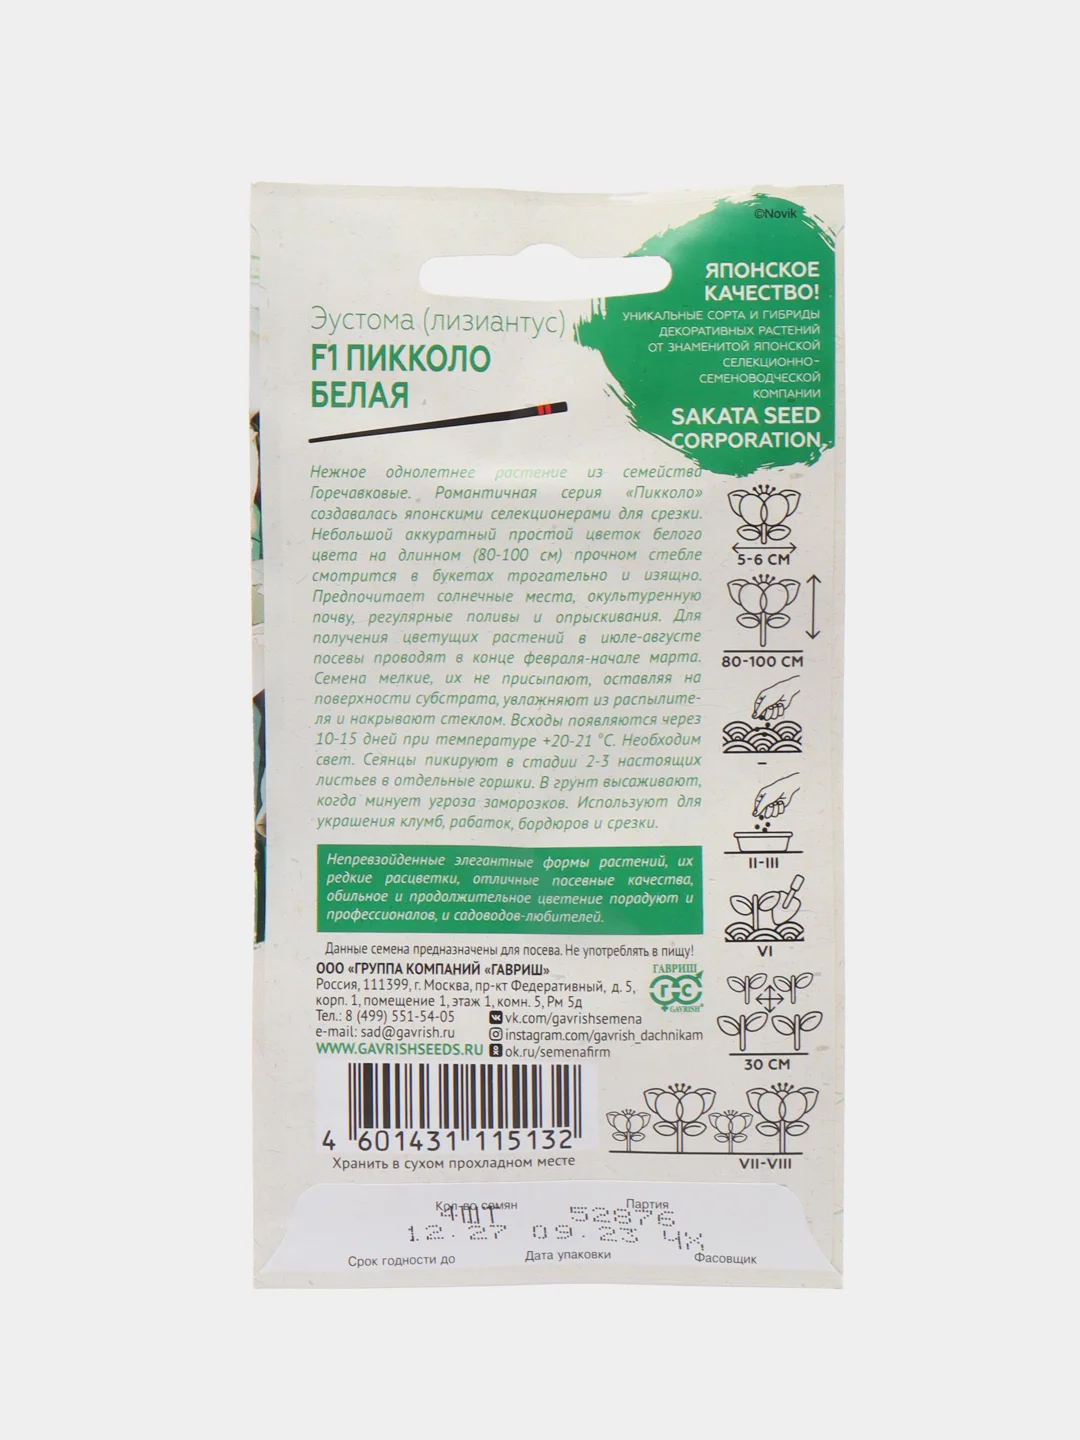 ©Novik
ЯПОНСКОЕ
КАЧЕСТВО!
УНИКАЛЬНЫЕ СОРТА И ГИБРИДЫ
ДЕКОРАТИВНЫХ РАСТЕНИЙ
ОТ ЗНАМЕНИТОЙ ЯПОНСКОЙ
СЕЛЕКЦИОННО-
СЕМЕНОВОДЧЕСКОЙ
КОМПАНИИ
SAKATA SEED
CORPORATION
Эустома (лизиантус)
F1 ПИККОЛО
БЕЛАЯ
Нежное однолетнее растение из семейства
Горечавковые. Романтичная серия «Пикколо»
создавалась японскими селекционерами для срезки.
Небольшой аккуратный простой цветок белого
цвета на длинном (80-100 см) прочном стебле
смотрится в букетах трогательно и изящно.
Предпочитает солнечные места, окультуренную
почву, регулярные поливы и опрыскивания. Для
получения цветущих растений в июле-августе
посевы проводят в конце февраля-начале марта.
Семена мелкие, их не присыпают, оставляя на
поверхности субстрата, увлажняют из распылите-
ля и накрывают стеклом. Всходы появляются через
10-15 дней при температуре +20-21 °С. Необходим
свет. Сеянцы пикируют в стадии 2-3 настоящих
листьев в отдельные горшки. В грунт высаживают,
когда минует угроза заморозков. Используют для
украшения клумб, рабаток, бордюров и срезки.
Непревзойденные элегантные формы растений, их
редкие расцветки, отличные посевные качества,
обильное и продолжительное цветение порадуют и
профессионалов, и садоводов-любителей.
Данные семена предназначены для посева. Не употреблять в пищу!
ООО «ГРУППА КОМПАНИЙ «ГАВРИШ»
Россия, 111399, г. Москва, пр-кт Федеративный, д. 5,
корп. 1, помещение 1, этаж 1, комн. 5, Рм 5д
Тел.: 8 (499) 551-54-05
e-mail: sad@gavrish.ru
WWW.GAVRISHSEEDS.RU
vk.com/gavrishsemena
instagram.com/gavrish_dachnikam
ok.ru/semenafirm
ГАВРИШ
Г-С
GAVRISH®
4 601431 115132
Хранить в сухом прохладном месте
5-6 СМ
80-100 СМ
–
II-III
VI
30 СМ
VII-VIII
Кол-во семян
Партия
4ШТ 52876
12.27 09.23 4Х
Срок годности до
Дата упаковки
Фасовщик